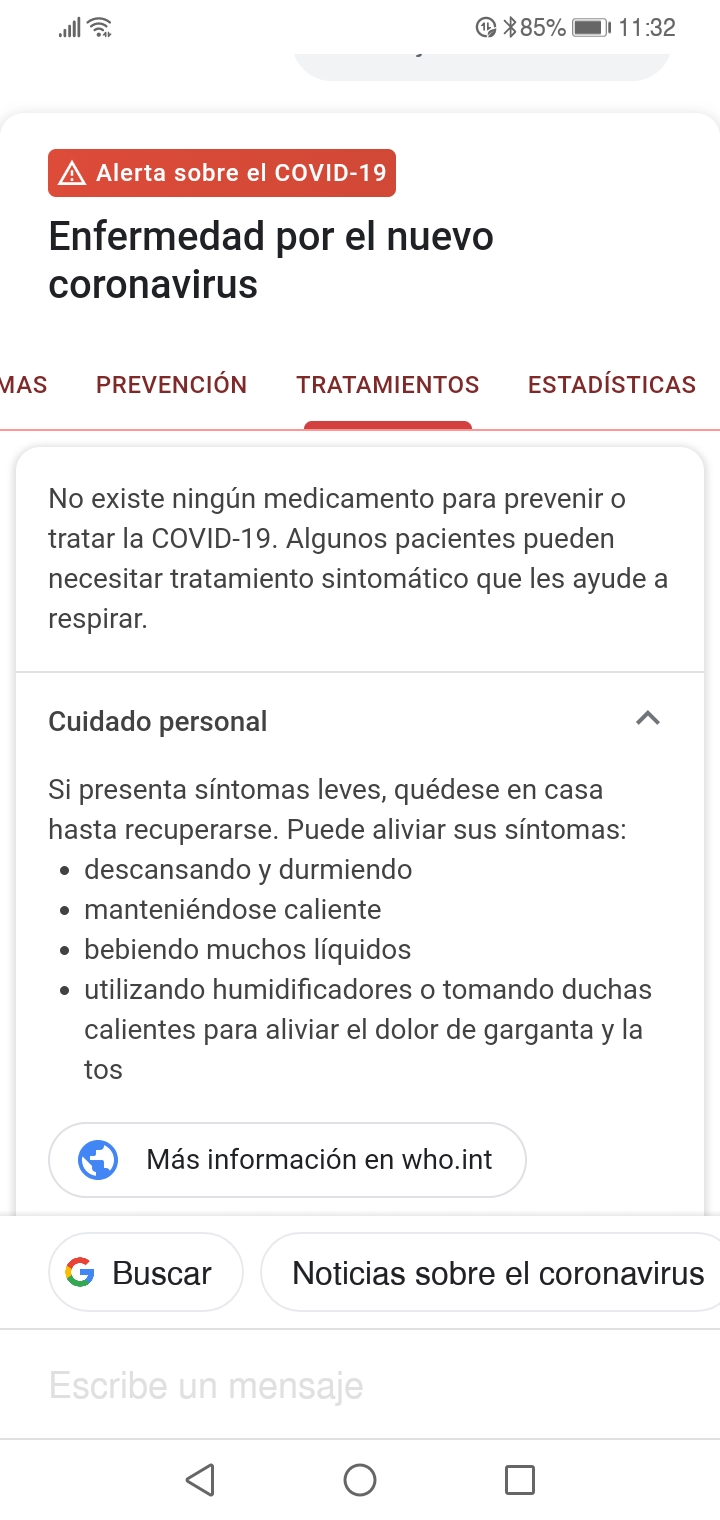 85% 11:32
Alerta sobre el COVID-19
Enfermedad por el nuevo
coronavirus
MAS PREVENCIÓN TRATAMIENTOS ESTADÍSTICAS
No existe ningún medicamento para prevenir o
tratar la COVID-19. Algunos pacientes pueden
necesitar tratamiento sintomático que les ayude a
respirar.
Cuidado personal
Si presenta síntomas leves, quédese en casa
hasta recuperarse. Puede aliviar sus síntomas:
• descansando y durmiendo
• manteniéndose caliente
• bebiendo muchos líquidos
• utilizando humidificadores o tomando duchas
calientes para aliviar el dolor de garganta y la
tos
Más información en who.int
Buscar Noticias sobre el coronavirus
Escribe un mensaje